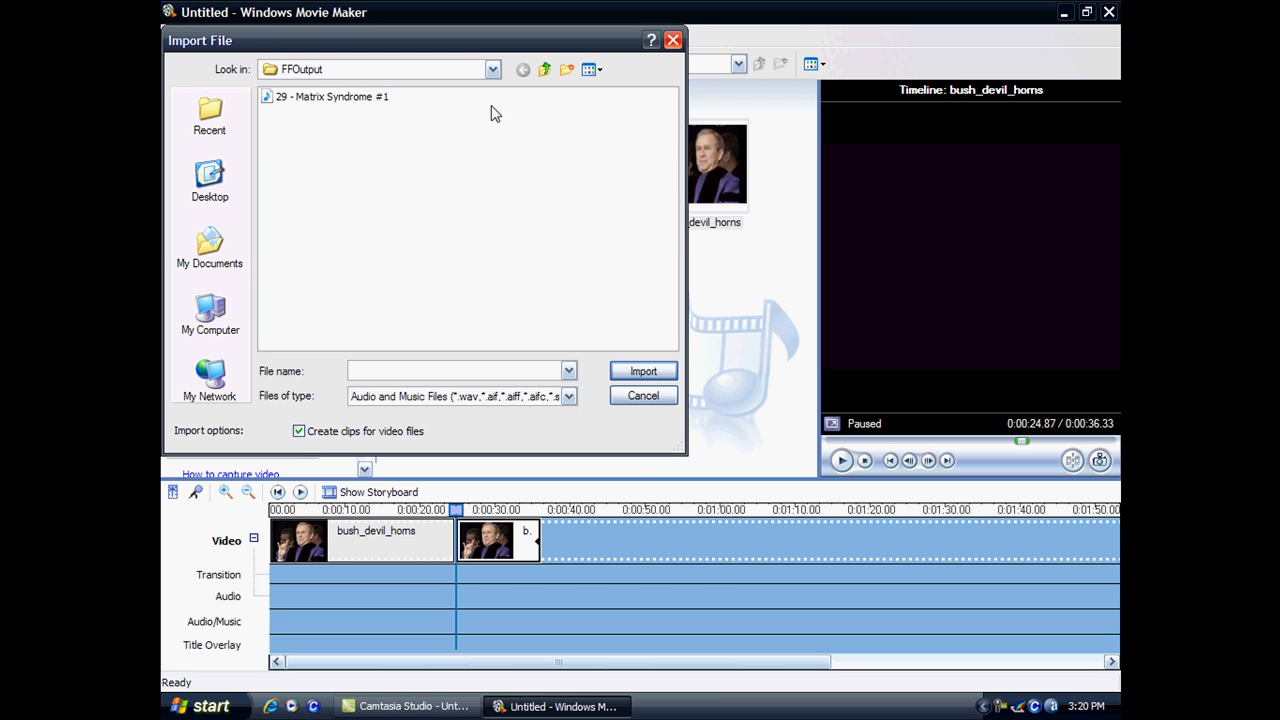 Untitled - Windows Movie Maker
Import File
Look in:
FFOutput
Timeline: bush_devil_horns
29 - Matrix Syndrome #1
Recent
Desktop
My Documents
My Computer
My Network
_devil_horns
File name:
Import
Files of type:
Audio and Music Files (*.wav,*.aif,*.aiff,*.aifc,*.s
Cancel
Import options:
Create clips for video files
Paused
0:00:24.87 / 0:00:36.33
How to capture video
Show Storyboard
00.00 0:00:10.00 0:00:20.00 0:00:30.00 0:00:40.00 0:00:50.00 0:01:00.00 0:01:10.00 0:01:20.00 0:01:30.00 0:01:40.00 0:01:50.00
Video
bush_devil_horns
b.
Transition
Audio
Audio/Music
Title Overlay
Ready
start
Camtasia Studio - Unt...
Untitled - Windows M...
3:20 PM